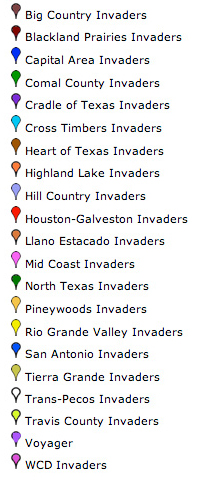 Big Country Invaders
Blackland Prairies Invaders
Capital Area Invaders
Comal County Invaders
Cradle of Texas Invaders
Cross Timbers Invaders
Heart of Texas Invaders
Highland Lake Invaders
Hill Country Invaders
Houston-Galveston Invaders
Llano Estacado Invaders
Mid Coast Invaders
North Texas Invaders
Pineywoods Invaders
Rio Grande Valley Invaders
San Antonio Invaders
Tierra Grande Invaders
Trans-Pecos Invaders
Travis County Invaders
Voyager
WCD Invaders